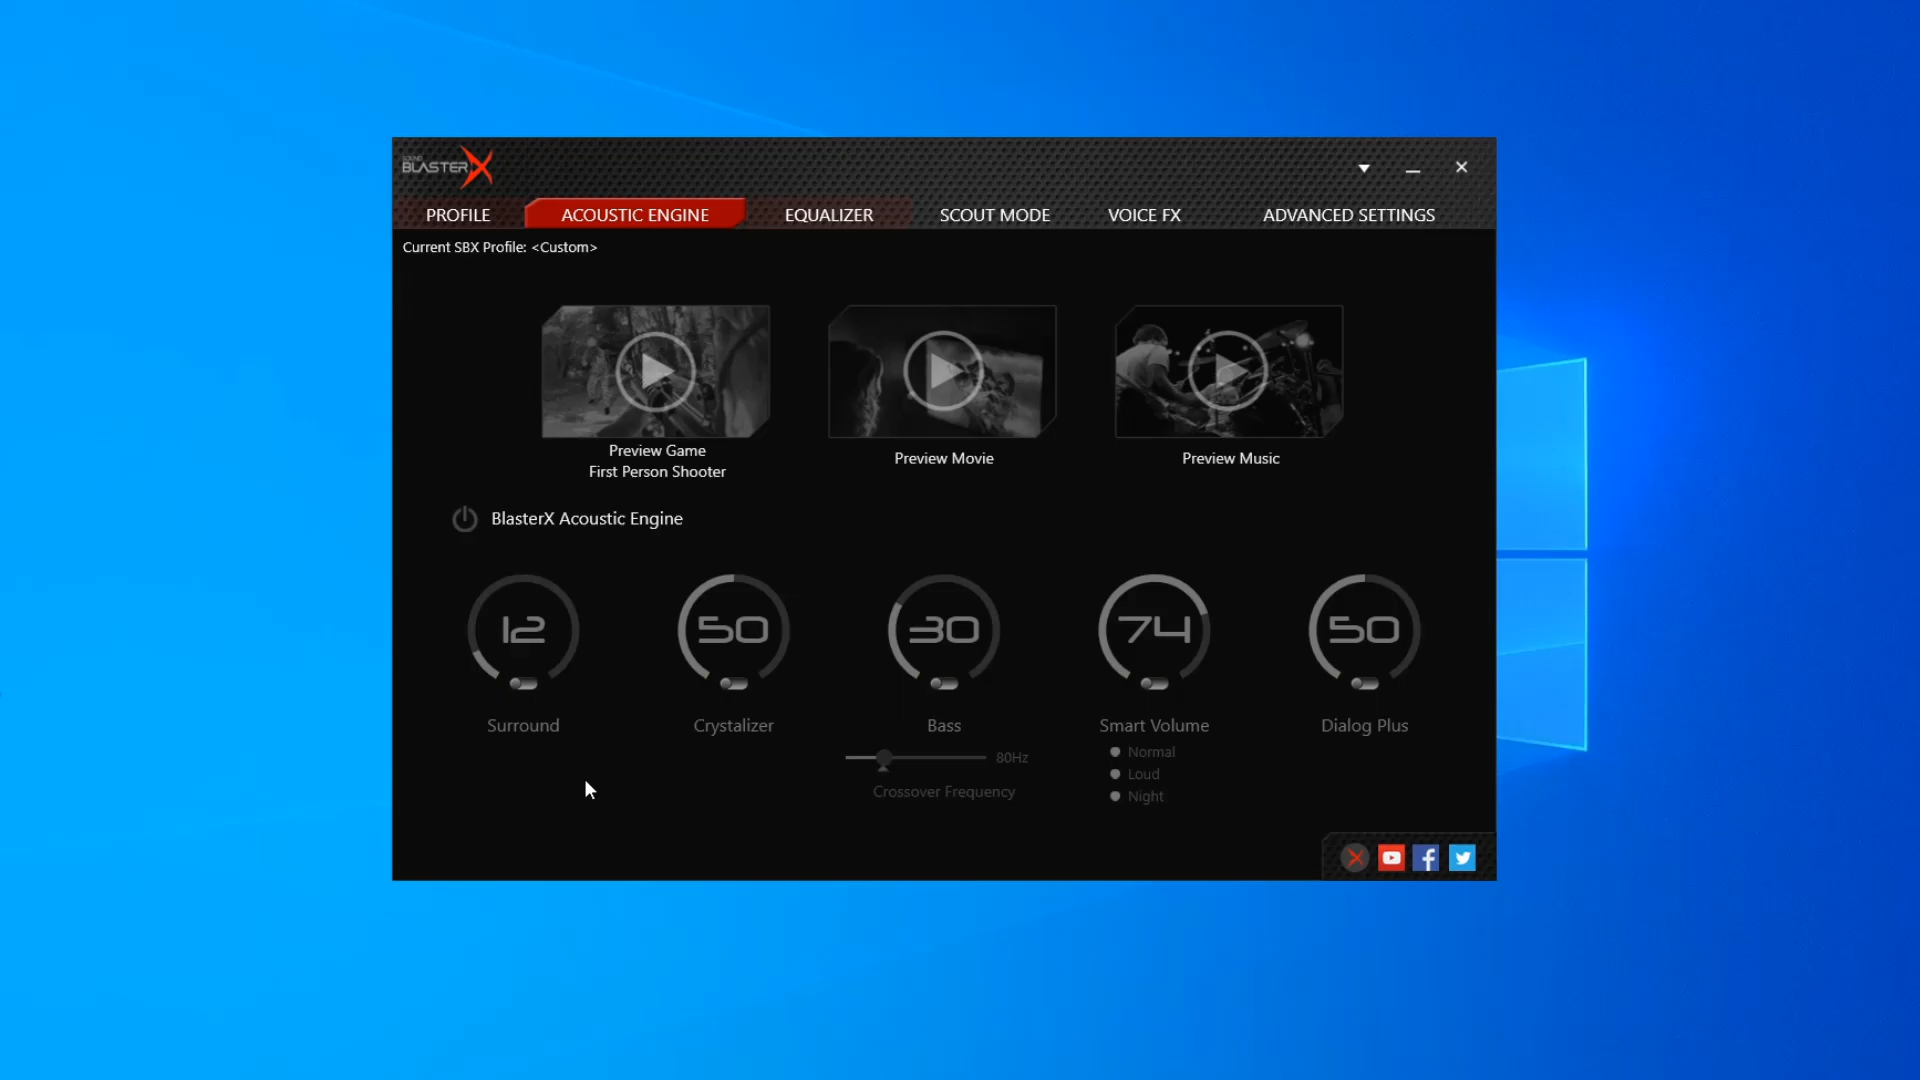 SOUND
BLASTERX
PROFILE
ACOUSTIC ENGINE
EQUALIZER
SCOUT MODE
VOICE FX
ADVANCED SETTINGS
Current SBX Profile: <Custom>
Preview Game
First Person Shooter
Preview Movie
Preview Music
BlasterX Acoustic Engine
12
50
30
74
50
Surround
Crystalizer
Bass
Smart Volume
Dialog Plus
80Hz
Crossover Frequency
Normal
Loud
Night